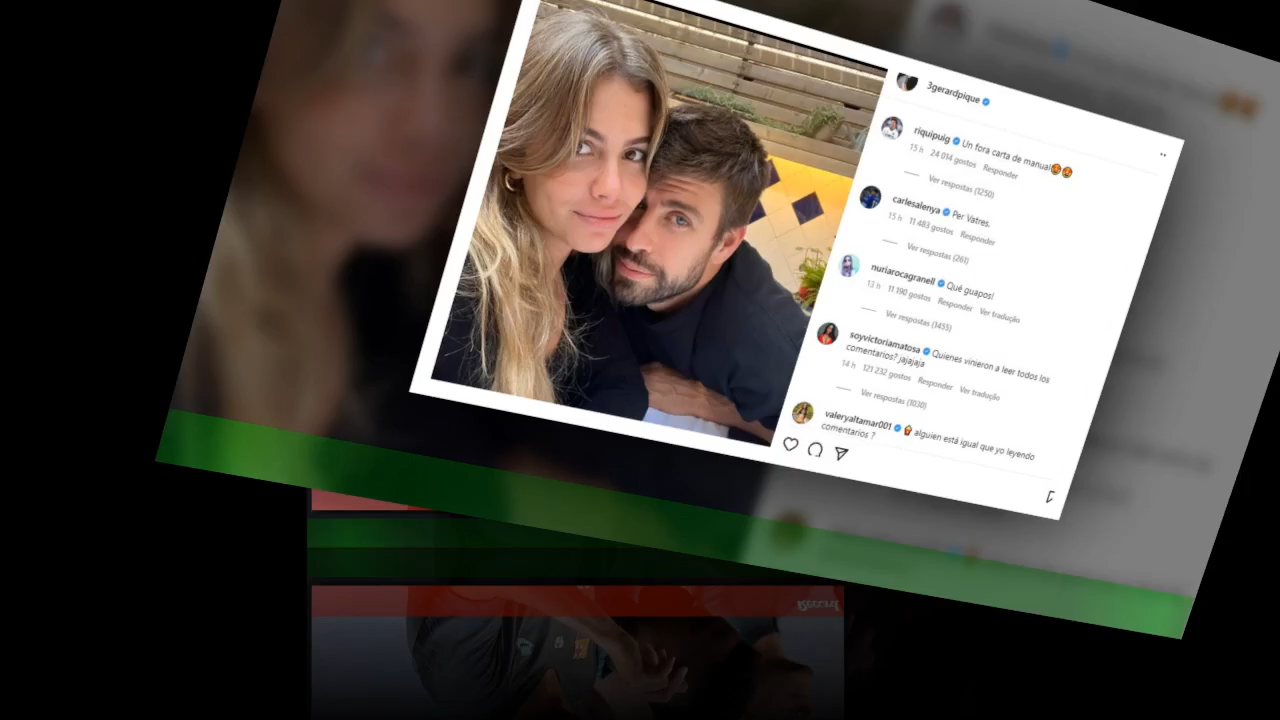 3gerardpique
riquipuig Un fora carta de manual🥵🥵
15 h 24 014 gostos Responder
Ver respostas (1250)
carlesalenya Per Vatres.
15 h 11 483 gostos Responder
Ver respostas (261)
nuriarocagranell Qué guapos!
13 h 11 190 gostos Responder Ver tradução
Ver respostas (1455)
soyvictoriamatosa Quienes vinieron a leer todos los
comentarios? jajajaja
14 h 121 232 gostos Responder Ver tradução
Ver respostas (1030)
valeryaltamar001 🍿 alguien está igual que yo leyendo
comentarios ?
Record